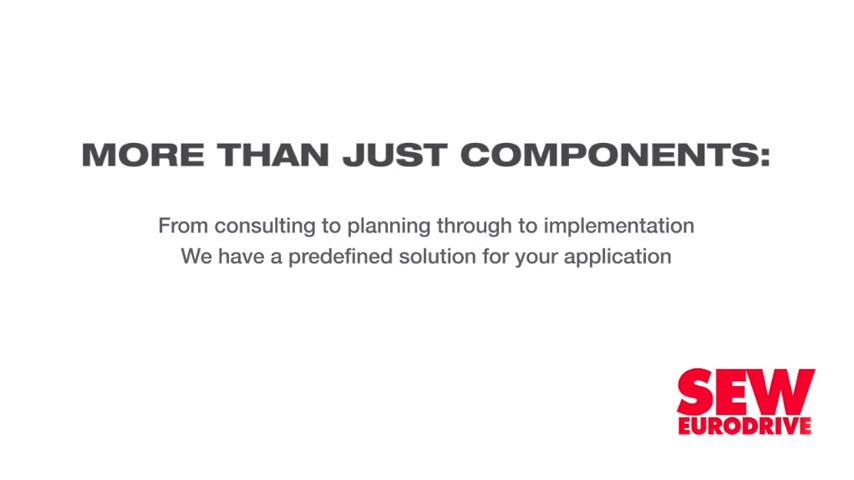 MORE THAN JUST COMPONENTS:
From consulting to planning through to implementation
We have a predefined solution for your application
SEW
EURODRIVE